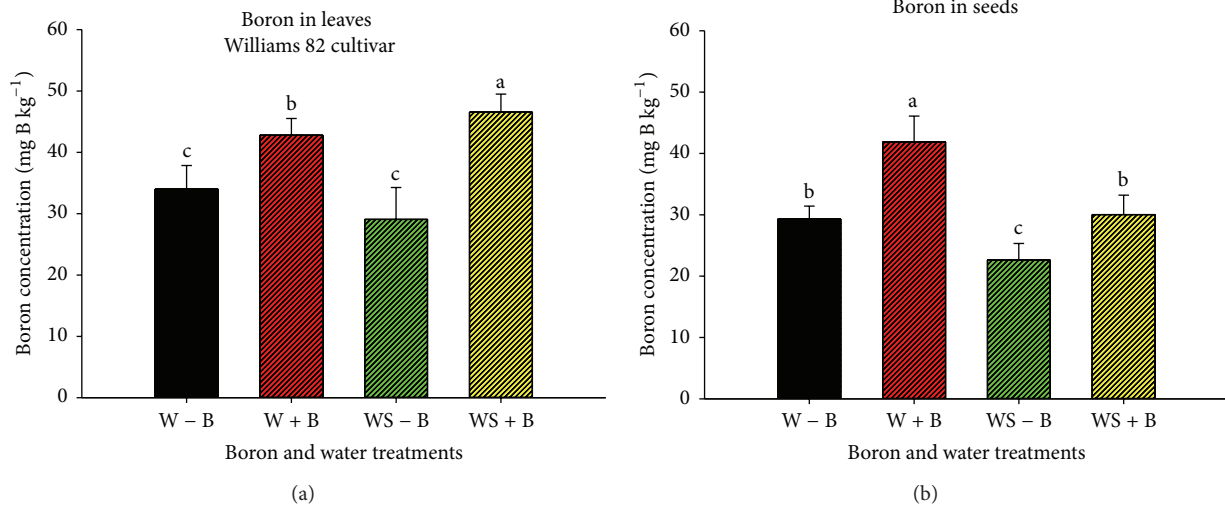 Boron in leaves
Williams 82 cultivar
60
50
40
30
20
10
0
Boron concentration (mg B kg⁻¹)
c
b
c
a
W − B
W + B
WS − B
WS + B
Boron and water treatments
(a)
Boron in seeds
60
50
40
30
20
10
0
Boron concentration (mg B kg⁻¹)
b
a
c
b
W − B
W + B
WS − B
WS + B
Boron and water treatments
(b)